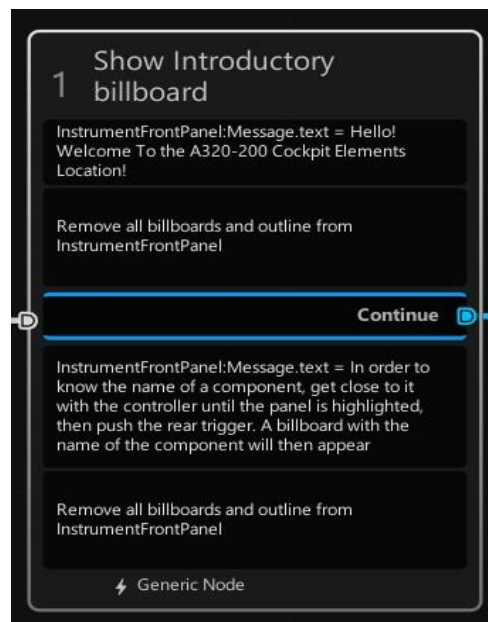 1
Show Introductory
billboard
InstrumentFrontPanel:Message.text = Hello!
Welcome To the A320-200 Cockpit Elements
Location!
Remove all billboards and outline from
InstrumentFrontPanel
Continue
InstrumentFrontPanel:Message.text = In order to
know the name of a component, get close to it
with the controller until the panel is highlighted,
then push the rear trigger. A billboard with the
name of the component will then appear
Remove all billboards and outline from
InstrumentFrontPanel
Generic Node